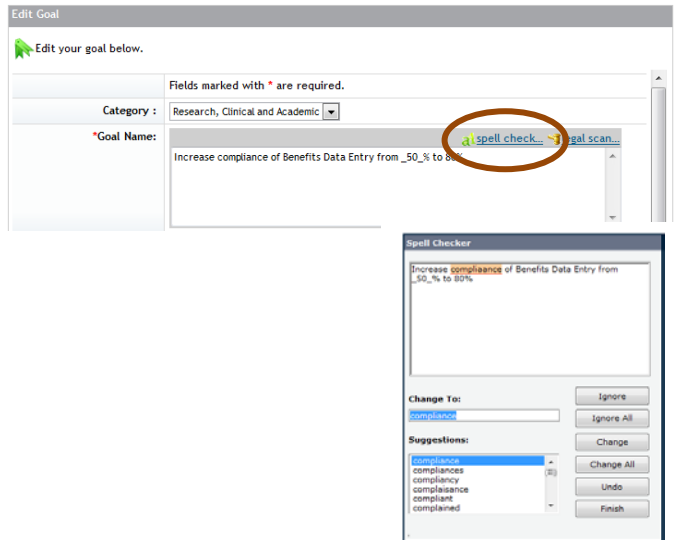 Edit Goal
Edit your goal below.
Fields marked with * are required.
Category : Research, Clinical and Academic
*Goal Name: spell check... egal scan...
Increase compliance of Benefits Data Entry from _50_% to 80%
Spell Checker
Increase compliaance of Benefits Data Entry from
_50_% to 80%
Change To: Ignore
compliance Ignore All
Suggestions: Change
compliance Change All
compliances
compliancy Undo
complaisance
compliant Finish
complained